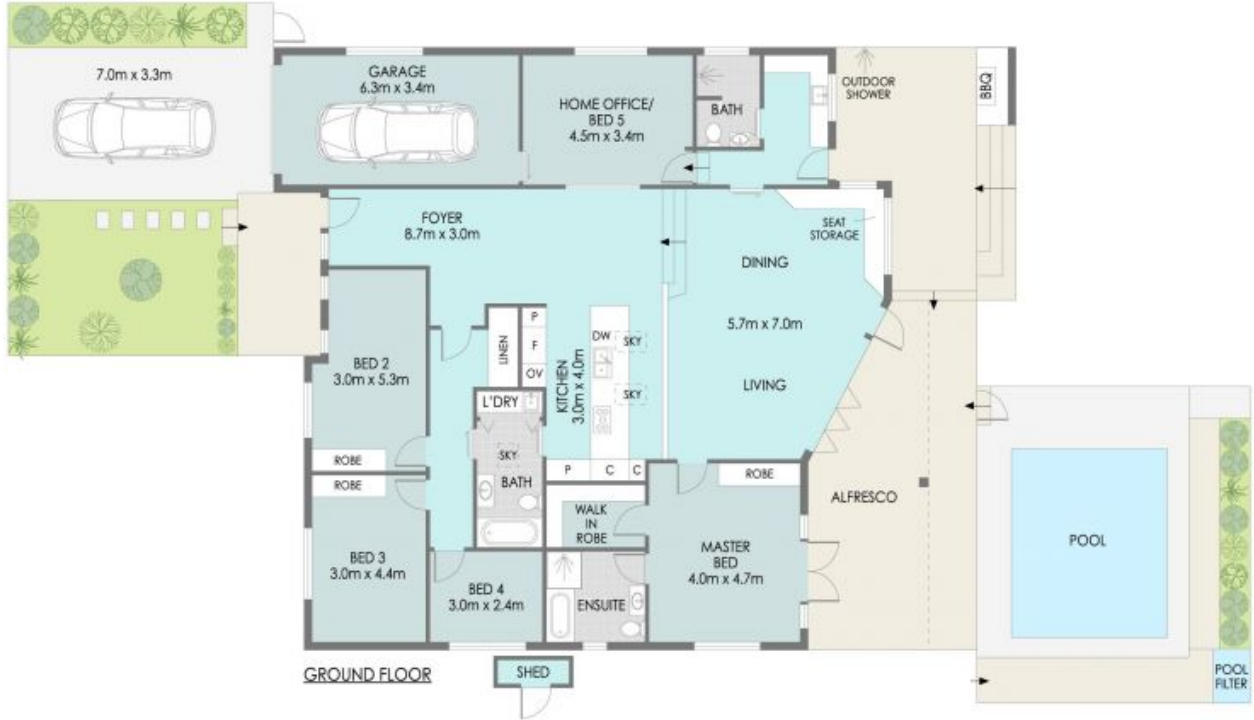 7.0m x 3.3m
GARAGE
6.3m x 3.4m
HOME OFFICE/
BED 5
4.5m x 3.4m
BATH
OUTDOOR
SHOWER
BBQ
FOYER
8.7m x 3.0m
SEAT
STORAGE
DINING
5.7m x 7.0m
LIVING
P
F
OV
LINEN
DW
SKY
SKY
KITCHEN
3.0m x 4.0m
BED 2
3.0m x 5.3m
ROBE
L'DRY
SKY
BATH
P
C
C
ROBE
ROBE
WALK
IN
ROBE
ALFRESCO
POOL
BED 3
3.0m x 4.4m
BED 4
3.0m x 2.4m
ENSUITE
MASTER
BED
4.0m x 4.7m
GROUND FLOOR
SHED
POOL
FILTER